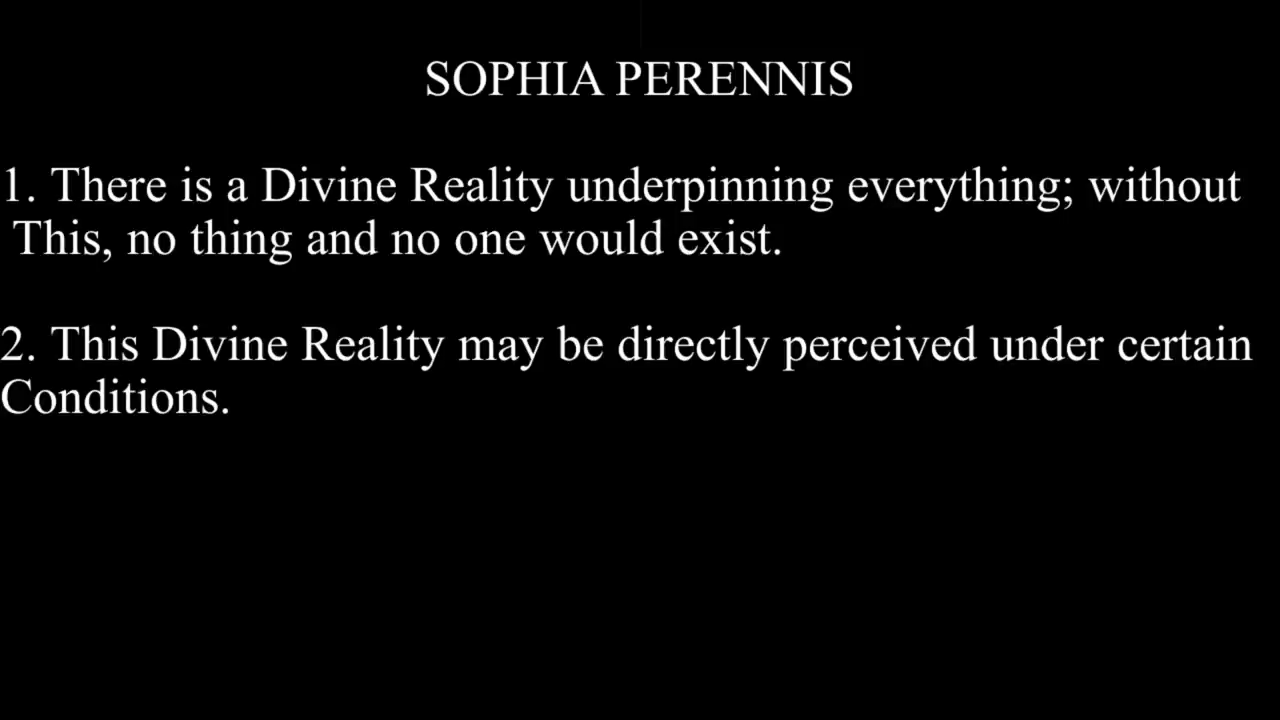 SOPHIA PERENNIS
1. There is a Divine Reality underpinning everything; without
This, no thing and no one would exist.
2. This Divine Reality may be directly perceived under certain
Conditions.